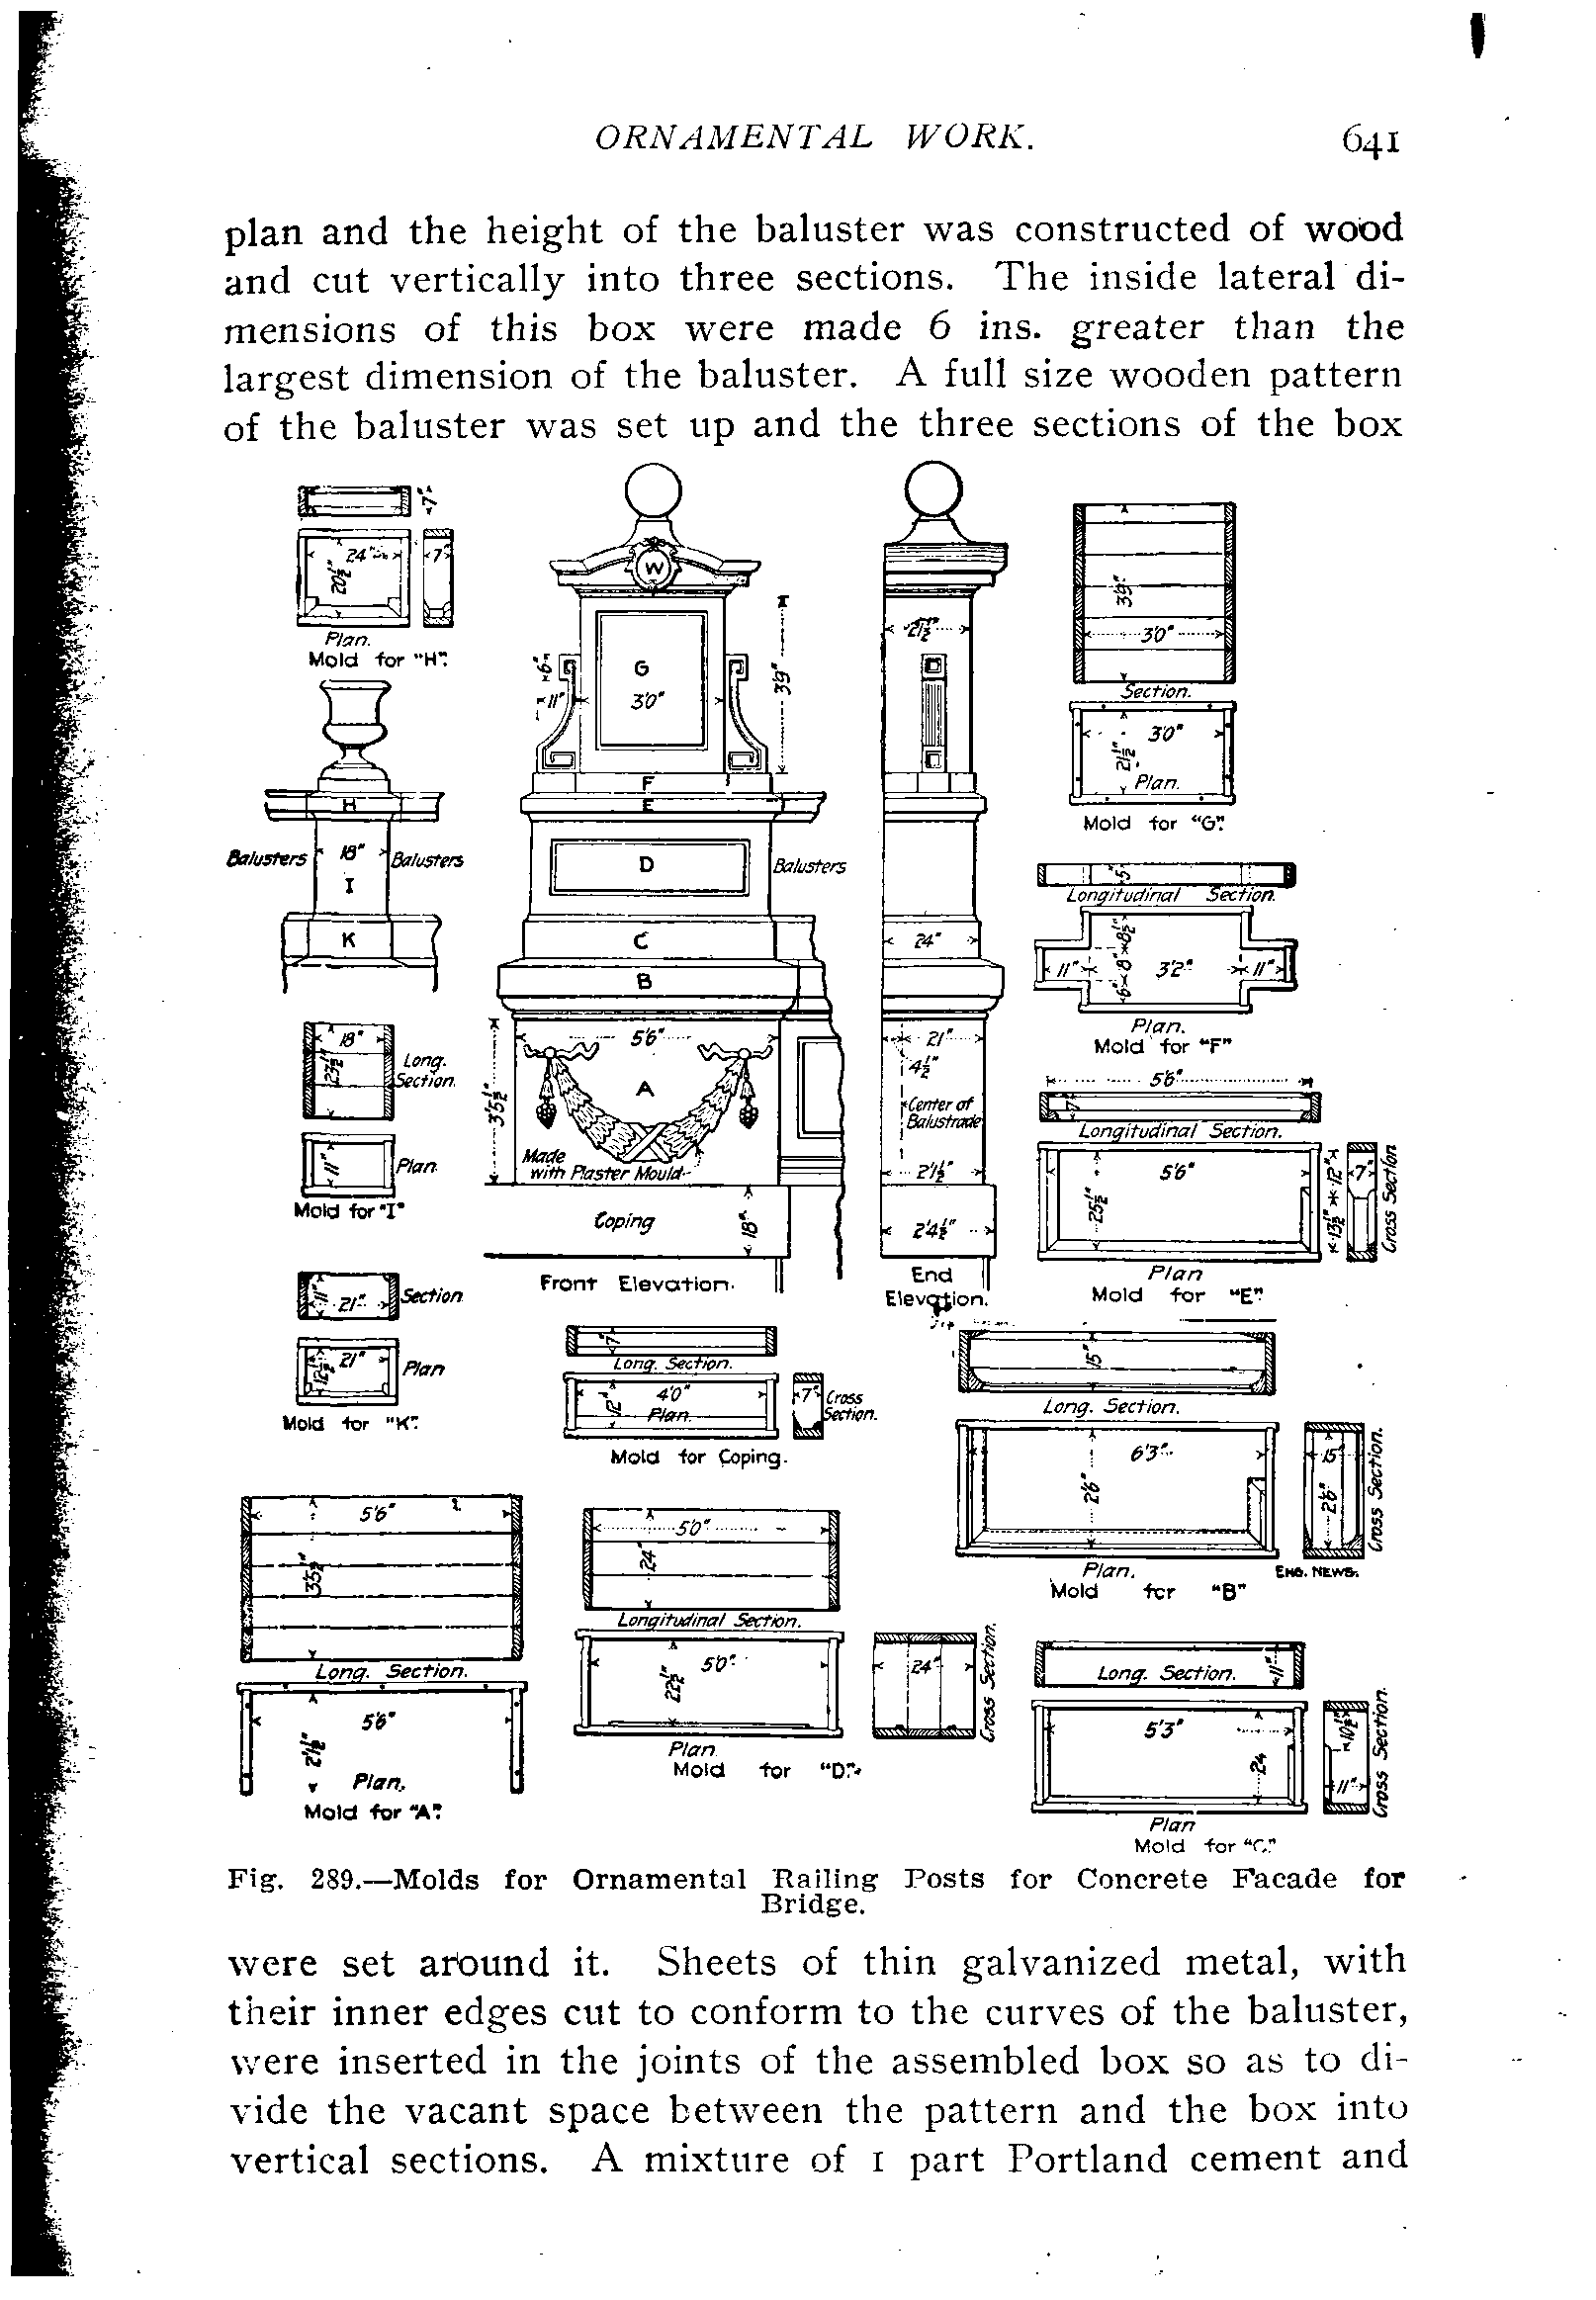 ORNAMENTAL WORK. 641
plan and the height of the baluster was constructed of wood
and cut vertically into three sections. The inside lateral di-
mensions of this box were made 6 ins. greater than the
largest dimension of the baluster. A full size wooden pattern
of the baluster was set up and the three sections of the box
7"
24"
7"
20½"
Plan.
Mold for "H".
W
G
3'0"
6"
11"
3'9"
F
E
D
Balusters
C
B
5'6"
A
3'5½"
Made
with Plaster Mould
Coping
18"
Front Elevation.
2'1½"
24"
21"
4½"
Center of
Balustrade
2'1½"
2'4½"
End
Elevation.
H
Balusters
18"
Balusters
I
K
18"
23½"
Long.
Section.
11"
Plan
Mold for "I"
11"
21"
Section
21"
12½"
Plan
Mold for "K".
3'9"
3'0"
Section.
3'0"
21½"
Plan.
Mold for "G".
5"
Longitudinal Section.
8½"
8"
6"
11"
3'2"
11"
Plan.
Mold for "F"
5'6"
7"
Longitudinal Section.
5'6"
25½"
13½"
12"
7"
Cross Section
Plan
Mold for "E".
7"
Long. Section.
4'0"
12"
Plan.
7"
Cross
Section.
Mold for Coping.
15"
Long. Section.
6'3"
2'6"
15"
2'6"
Cross Section.
Plan.
ENG. NEWS.
Mold for "B"
5'6"
3'5½"
Long. Section.
5'6"
2'1½"
Plan.
Mold for "A".
5'0"
24"
Longitudinal Section.
5'0"
22½"
24"
Cross Section.
Plan
Mold for "D".
Long. Section.
11"
5'3"
24
10½"
11"
Cross Section.
Plan
Mold for "C."
Fig. 289.—Molds for Ornamental Railing Posts for Concrete Facade for
Bridge.
were set around it. Sheets of thin galvanized metal, with
their inner edges cut to conform to the curves of the baluster,
were inserted in the joints of the assembled box so as to di-
vide the vacant space between the pattern and the box into
vertical sections. A mixture of 1 part Portland cement and